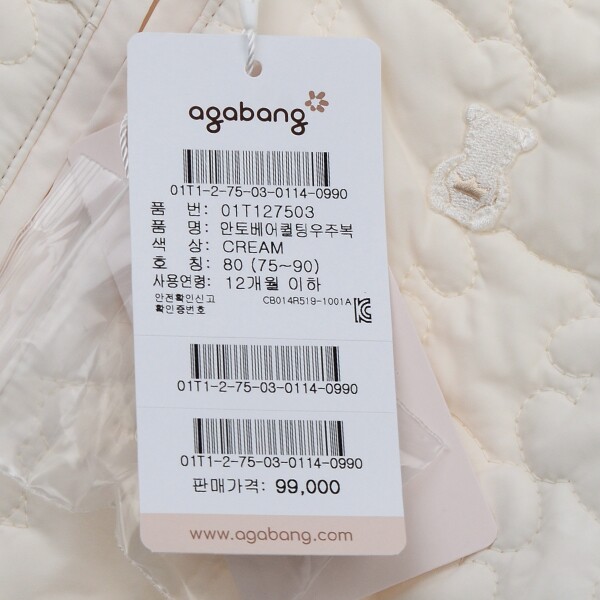 agabang
01T1-2-75-03-0114-0990
품 번: 01T127503
품 명: 안토베어퀼팅우주복
색 상: CREAM
호 칭: 80 (75~90)
사용연령: 12개월 이하
안전확인신고
확인증번호 CB014R519-1001A
01T1-2-75-03-0114-0990
01T1-2-75-03-0114-0990
판매가격: 99,000
www.agabang.com